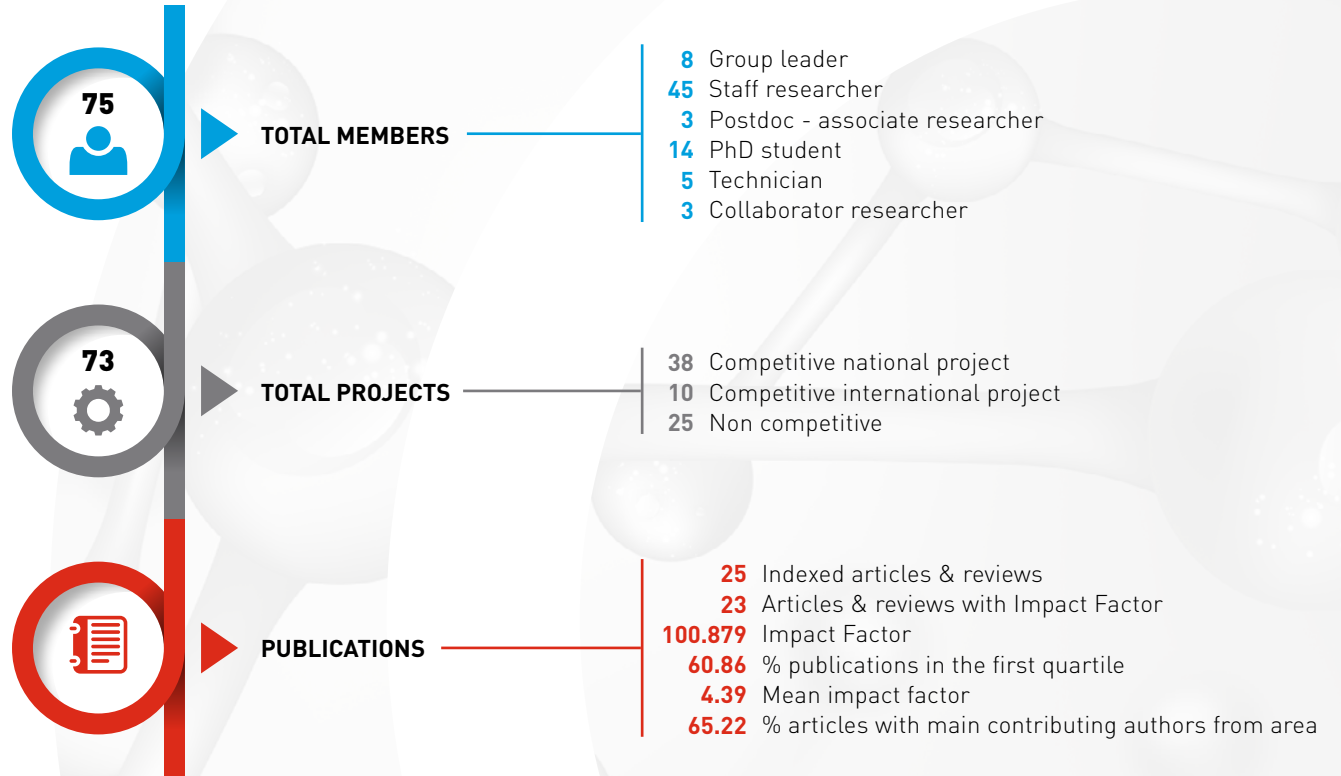 75
TOTAL MEMBERS
8 Group leader
45 Staff researcher
3 Postdoc - associate researcher
14 PhD student
5 Technician
3 Collaborator researcher
73
TOTAL PROJECTS
38 Competitive national project
10 Competitive international project
25 Non competitive
PUBLICATIONS
25 Indexed articles & reviews
23 Articles & reviews with Impact Factor
100.879 Impact Factor
60.86 % publications in the first quartile
4.39 Mean impact factor
65.22 % articles with main contributing authors from area